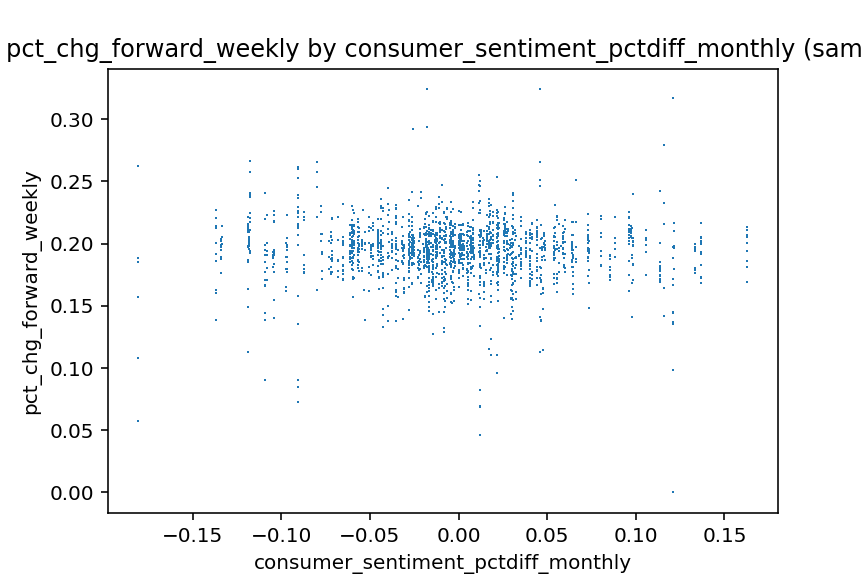 pct_chg_forward_weekly by consumer_sentiment_pctdiff_monthly (sam
pct_chg_forward_weekly
0.30
0.25
0.20
0.15
0.10
0.05
0.00
−0.15 −0.10 −0.05 0.00 0.05 0.10 0.15
consumer_sentiment_pctdiff_monthly